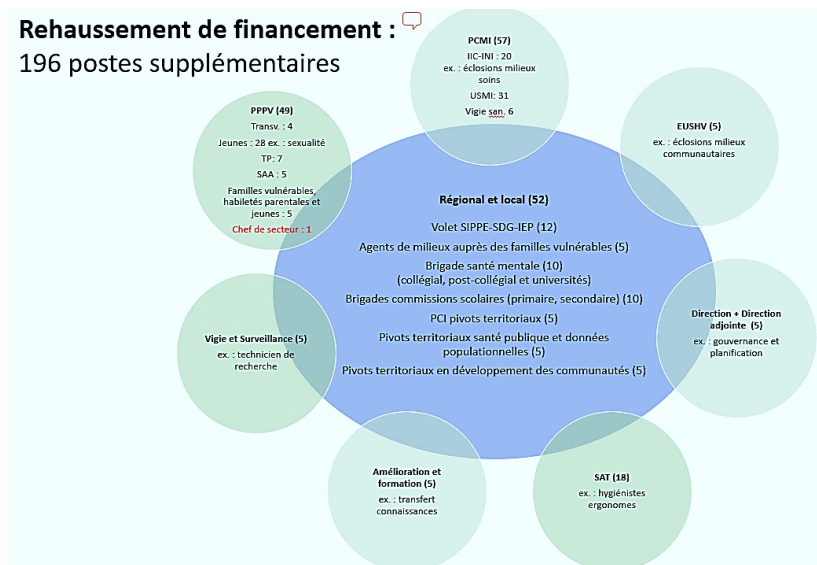 Rehaussement de financement :
196 postes supplémentaires
PCMI (57)
IIC-INI : 20
ex. : éclosions milieux
soins
USMI: 31
Vigie san. 6
EUSHV (5)
ex. : éclosions milieux
communautaires
PPPV (49)
Transv. : 4
Jeunes : 28 ex. : sexualité
TP: 7
SAA : 5
Familles vulnérables,
habiletés parentales et
jeunes : 5
Chef de secteur : 1
Régional et local (52)
Volet SIPPE-SDG-IEP (12)
Agents de milieux auprès des familles vulnérables (5)
Brigade santé mentale (10)
(collégial, post-collégial et universités)
Brigades commissions scolaires (primaire, secondaire) (10)
PCI pivots territoriaux (5)
Pivots territoriaux santé publique et données
populationnelles (5)
Pivots territoriaux en développement des communautés (5)
Direction + Direction
adjointe (5)
ex. : gouvernance et
planification
Vigie et Surveillance (5)
ex. : technicien de
recherche
Amélioration et
formation (5)
ex. : transfert
connaissances
SAT (18)
ex. : hygiénistes
ergonomes